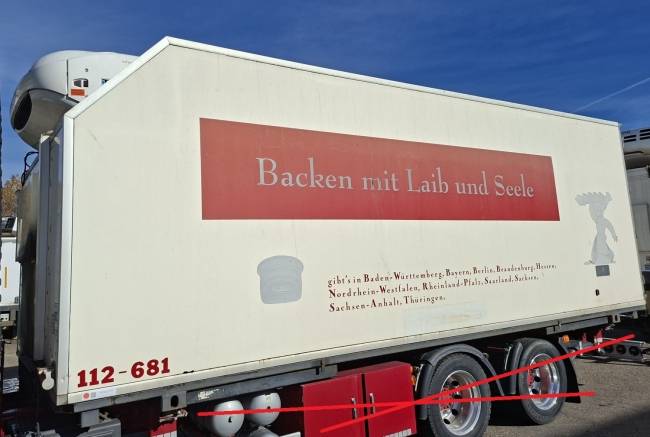 Backen mit Laib und Seele
gibt's in Baden-Württemberg, Bayern, Berlin, Brandenburg, Hessen,
Nordrhein-Westfalen, Rheinland-Pfalz, Saarland, Sachsen,
Sachsen-Anhalt, Thüringen.
112-681